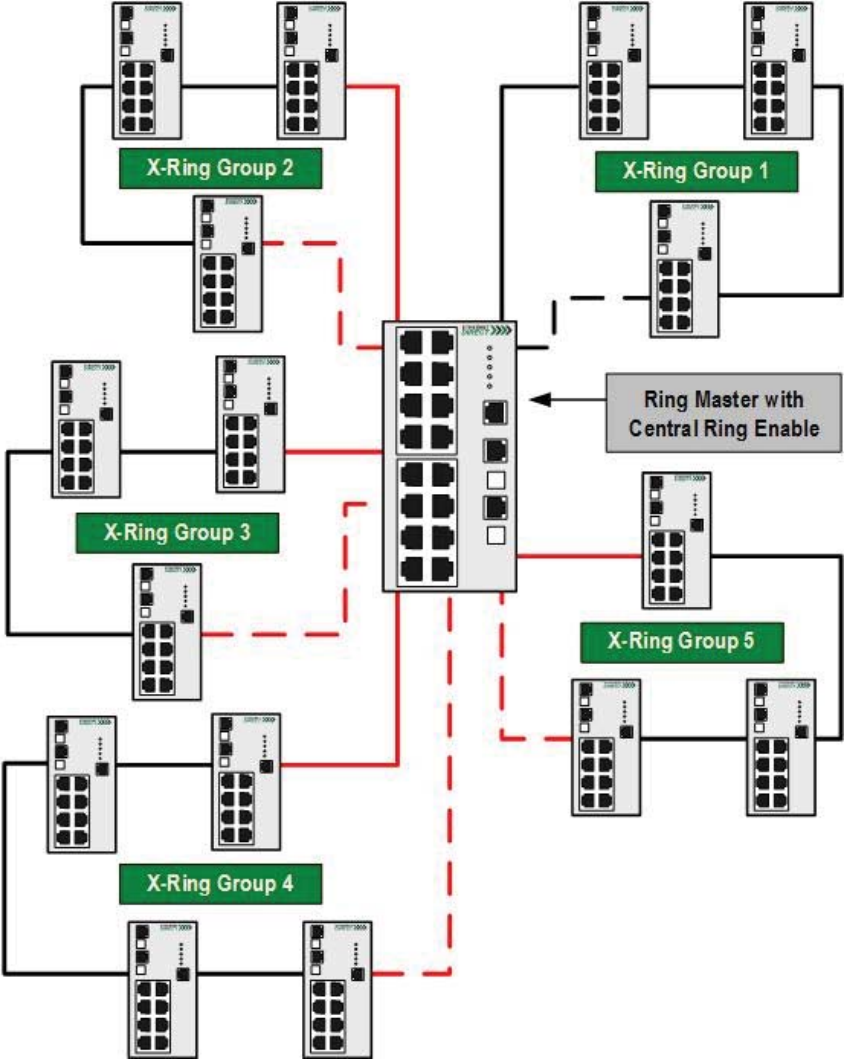 X-Ring Group 2
X-Ring Group 1
Ring Master with
Central Ring Enable
X-Ring Group 3
X-Ring Group 5
X-Ring Group 4